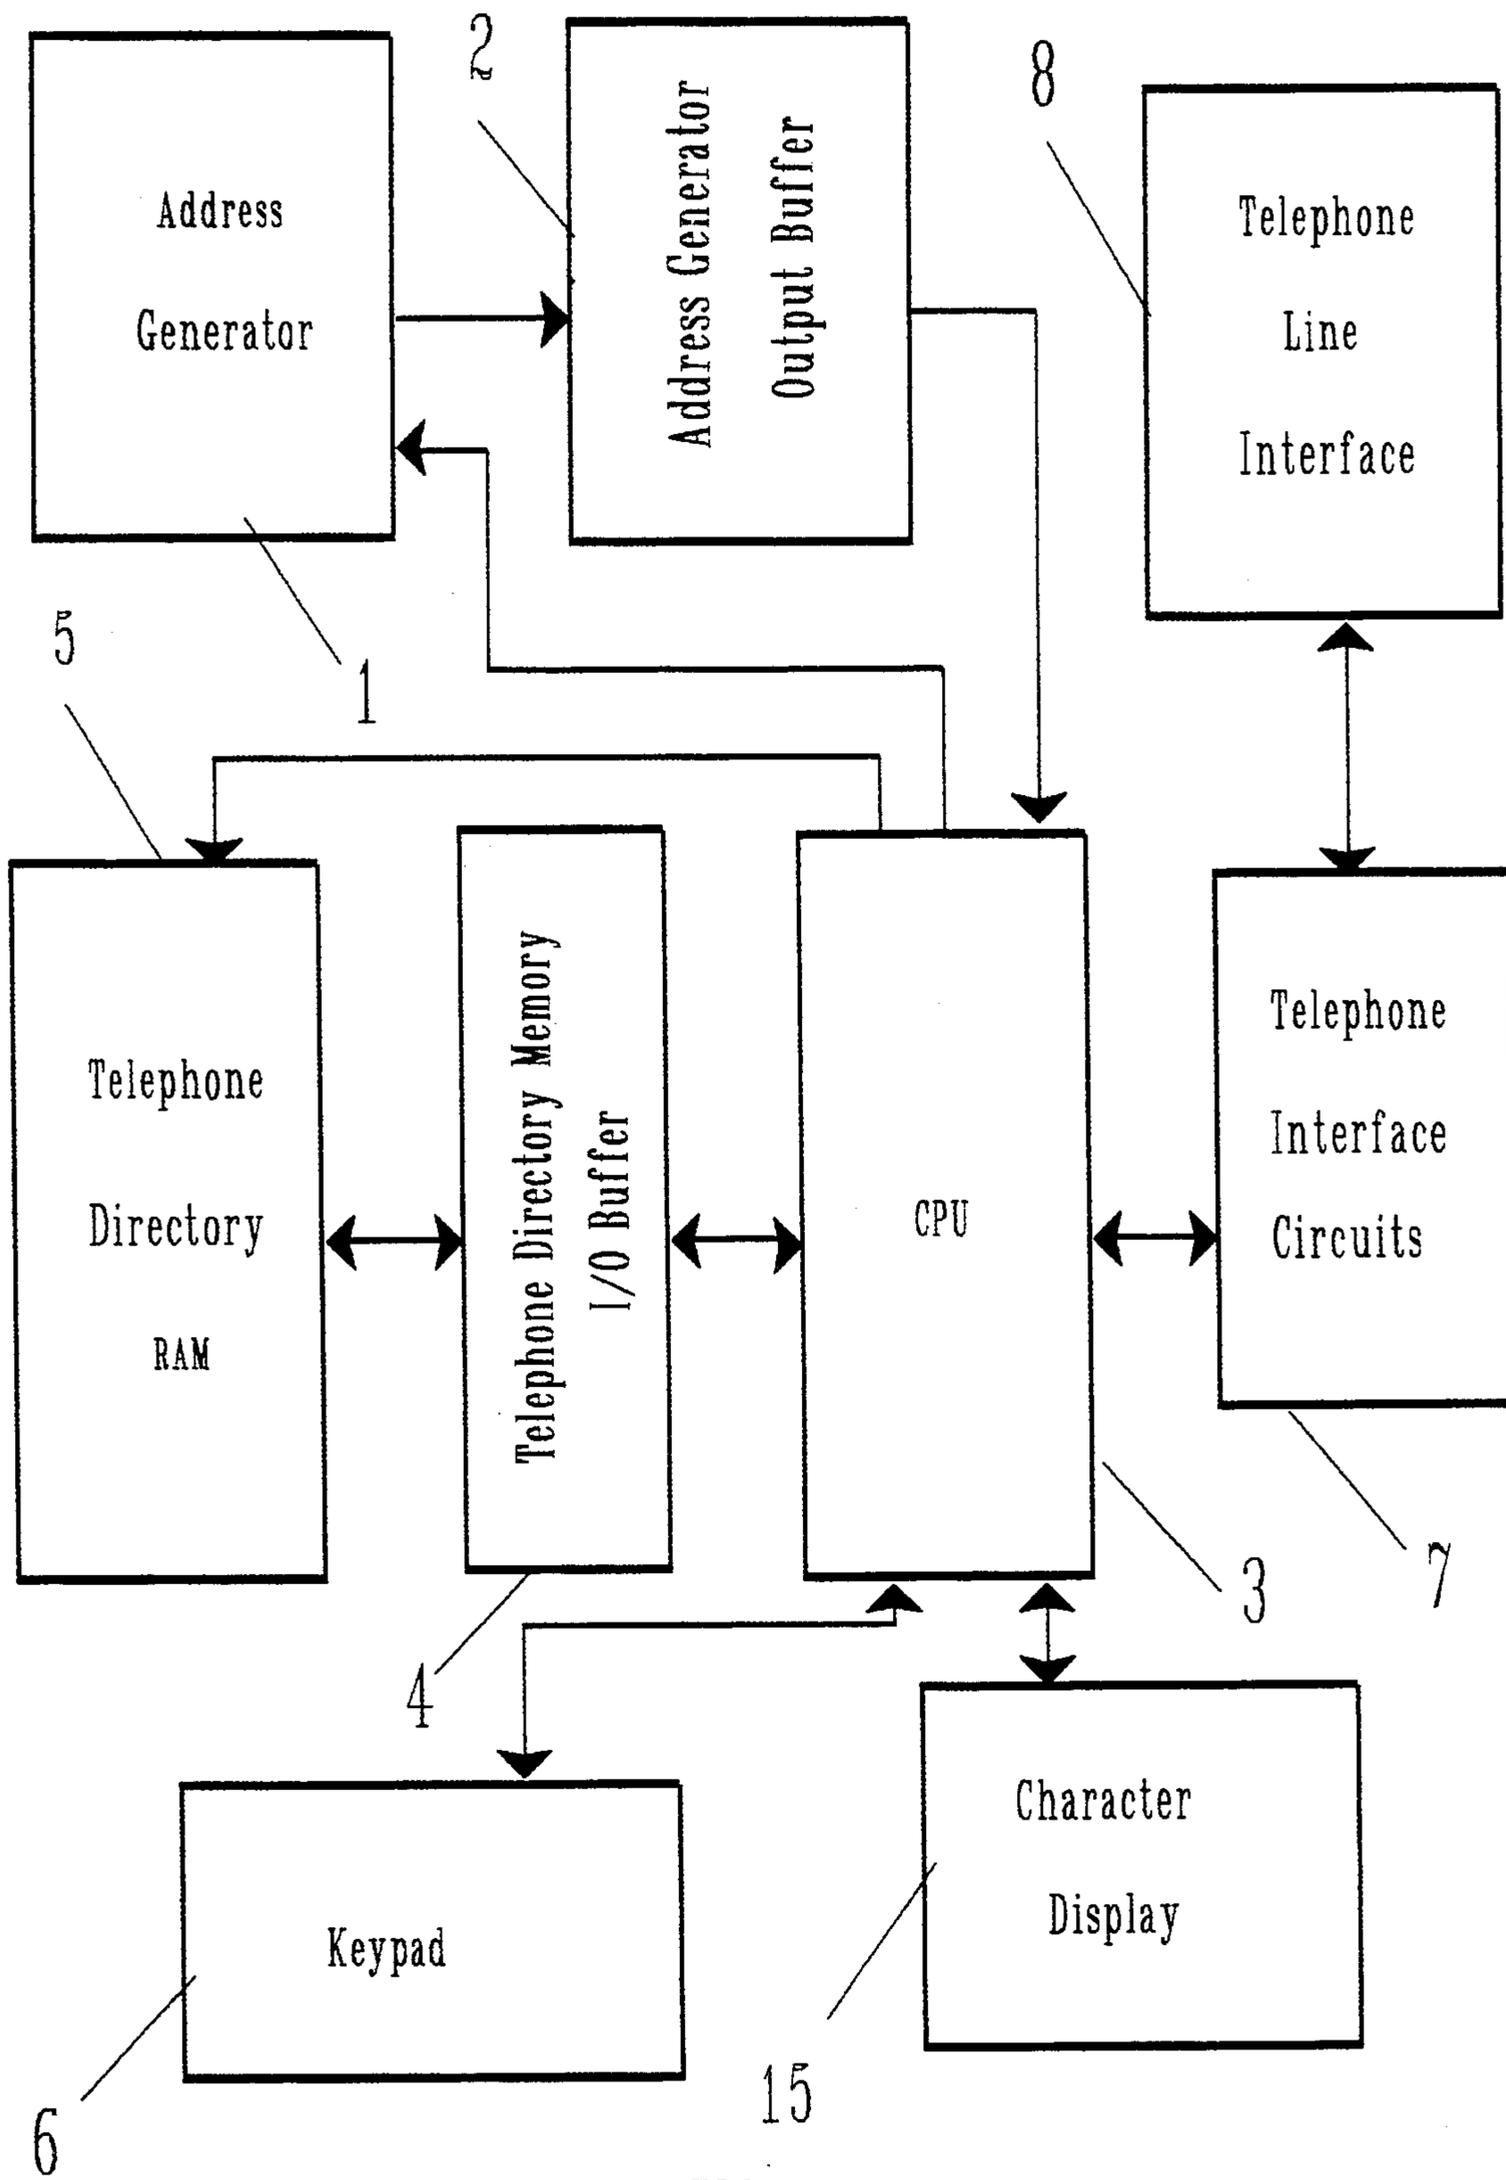 2
8
Address
Generator
Address Generator
Output Buffer
Telephone
Line
Interface
5
1
Telephone
Directory
RAM
Telephone Directory Memory
I/O Buffer
CPU
Telephone
Interface
Circuits
3
7
4
Keypad
Character
Display
15
6